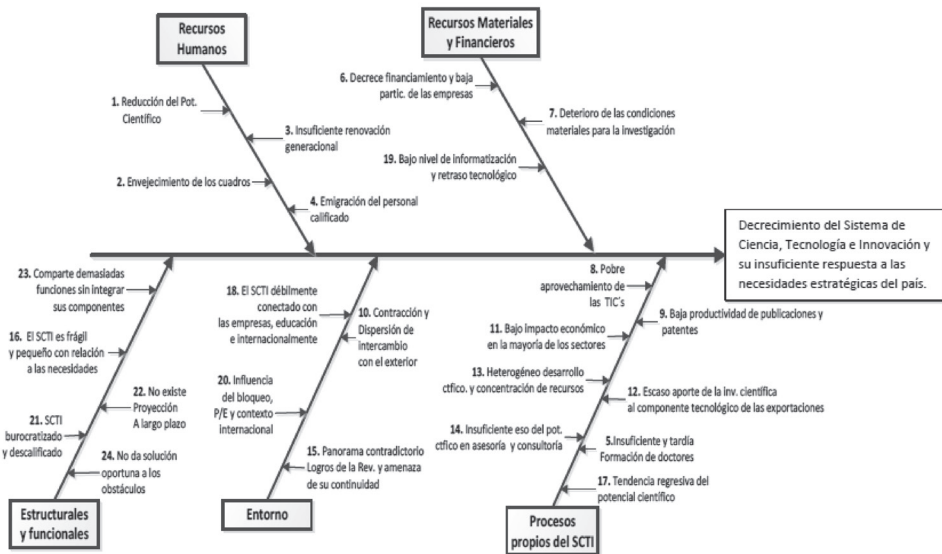 Recursos
Humanos
Recursos Materiales
y Financieros
1. Reducción del Pot.
Científico
3. Insuficiente renovación
generacional
2. Envejecimiento de los cuadros
4. Emigración del personal
calificado
6. Decrece financiamiento y baja
partic. de las empresas
7. Deterioro de las condiciones
materiales para la investigación
19. Bajo nivel de informatización
y retraso tecnológico
Decrecimiento del Sistema de
Ciencia, Tecnología e Innovación y
su insuficiente respuesta a las
necesidades estratégicas del país.
23. Comparte demasladas
funciones sin integrar
sus componentes
16. El SCTI es frágil
y pequeño con relación
a las necesidades
22. No existe
Proyección
A largo plazo
21. SCTI
burocratizado
y descalificado
24. No da solución
oportuna a los
obstáculos
Estructurales
y funcionales
18. El SCTI débilmente
conectado con
las empresas, educación
e internacionalmente
10. Contracción y
Dispersión de
intercambio
con el exterior
20. Influencia
del bloqueo,
P/E y contexto
internacional
15. Panorama contradictorio
Logros de la Rev. y amenaza
de su continuidad
Entorno
8. Pobre
aprovechamiento de
las TIC´s
9. Baja productividad de publicaciones y
patentes
11. Bajo impacto económico
en la mayoría de los sectores
13. Heterogéneo desarrollo
ctfico. y concentración de recursos
12. Escaso aporte de la inv. científica
al componente tecnológico de las exportaciones
14. Insuficiente eso del pot.
ctfico en asesoría y consultoría
5.Insuficiente y tardía
Formación de doctores
17. Tendencia regresiva del
potencial científico
Procesos
propios del SCTI